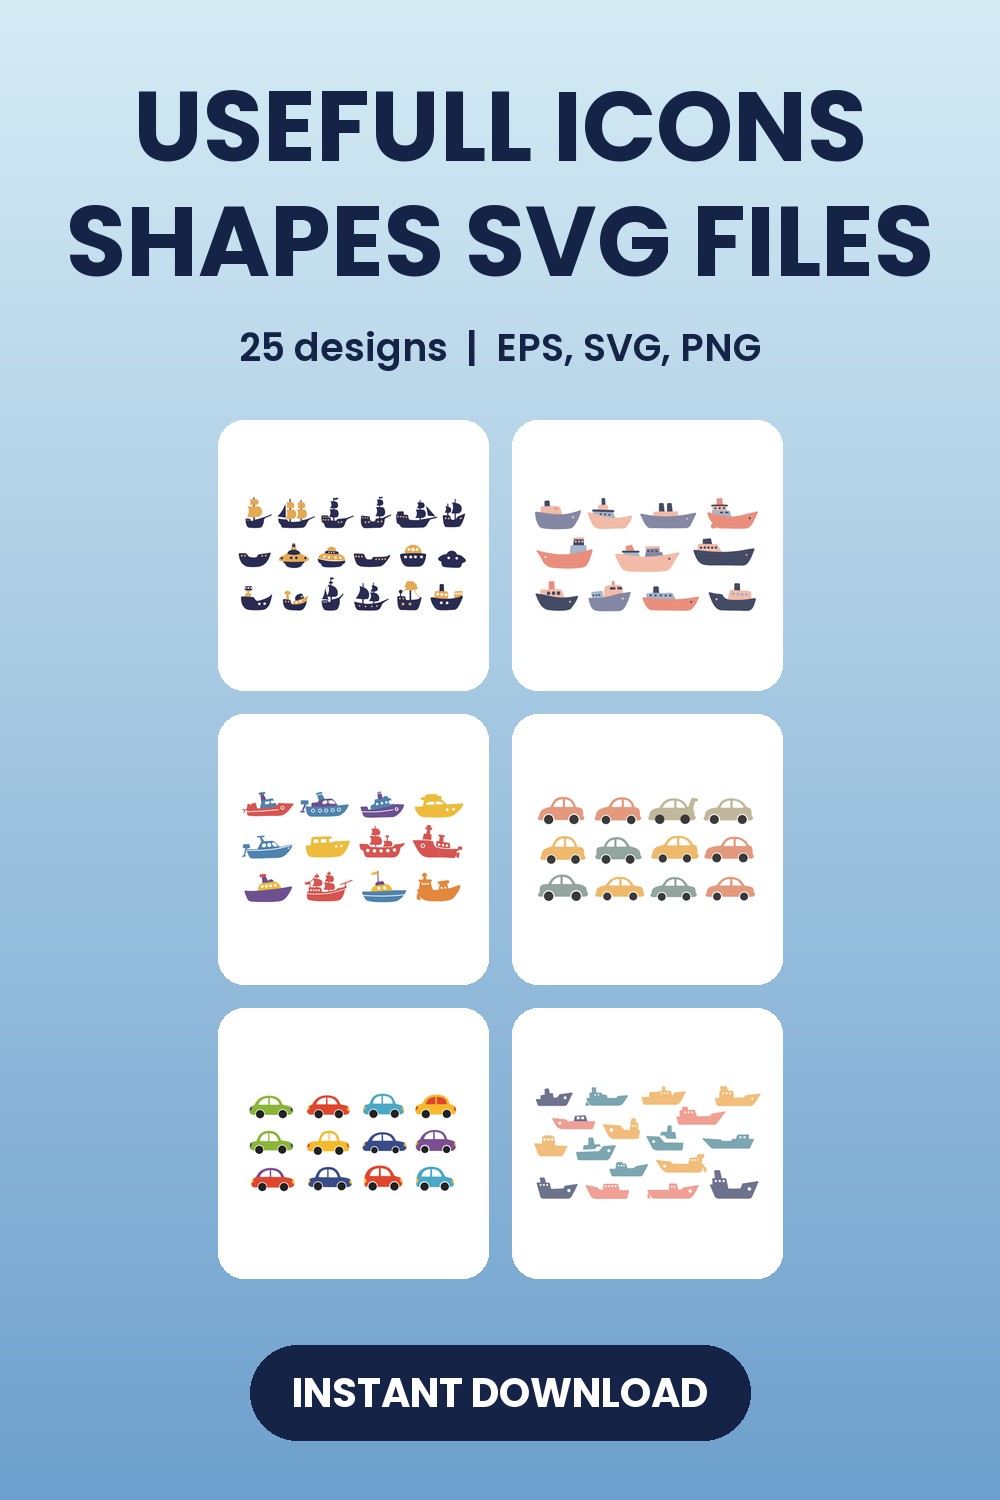 USEFULL ICONS
SHAPES SVG FILES
25 designs | EPS, SVG, PNG
INSTANT DOWNLOAD